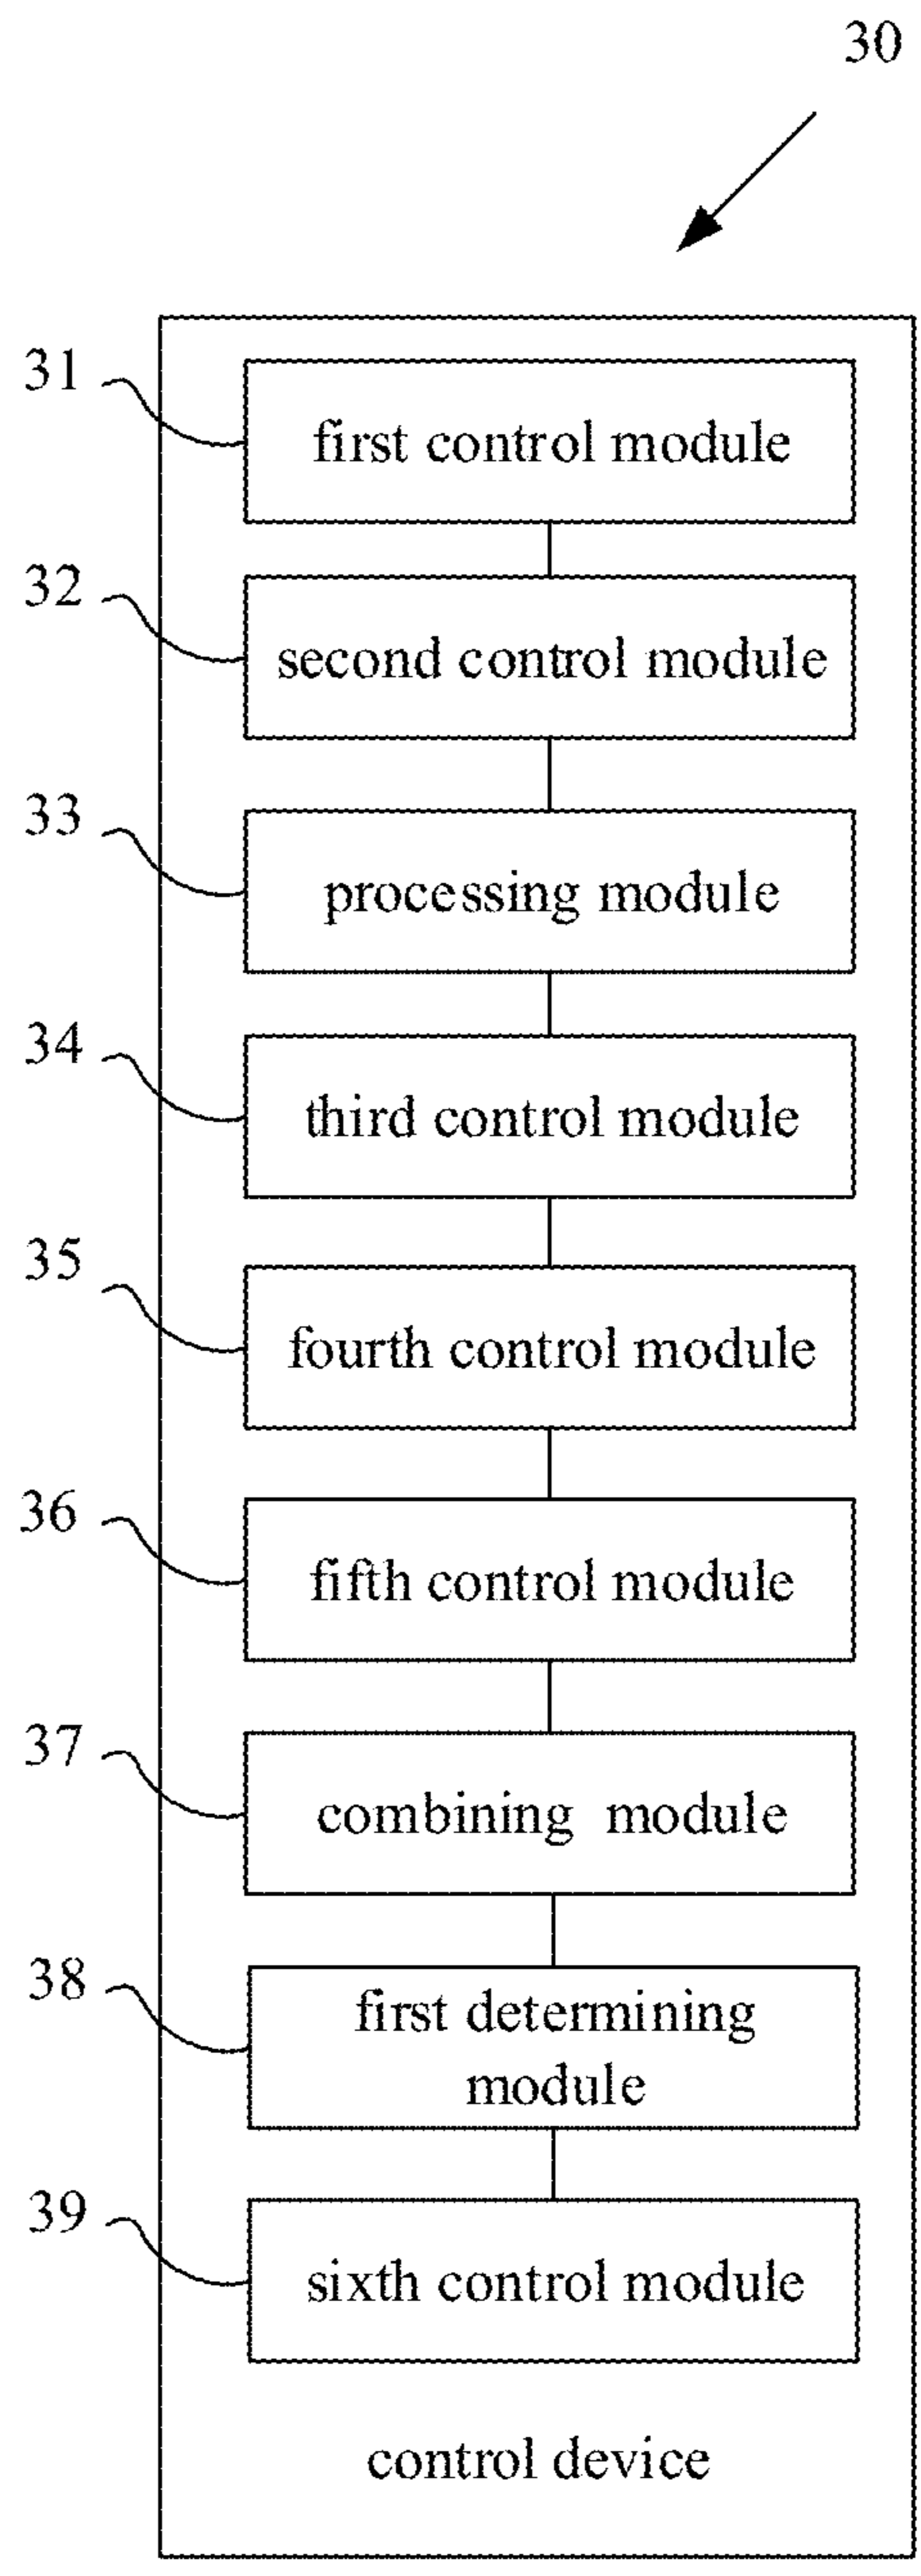 30
31
first control module
32
second control module
33
processing module
34
third control module
35
fourth control module
36
fifth control module
37
combining module
38
first determining
module
39
sixth control module
control device